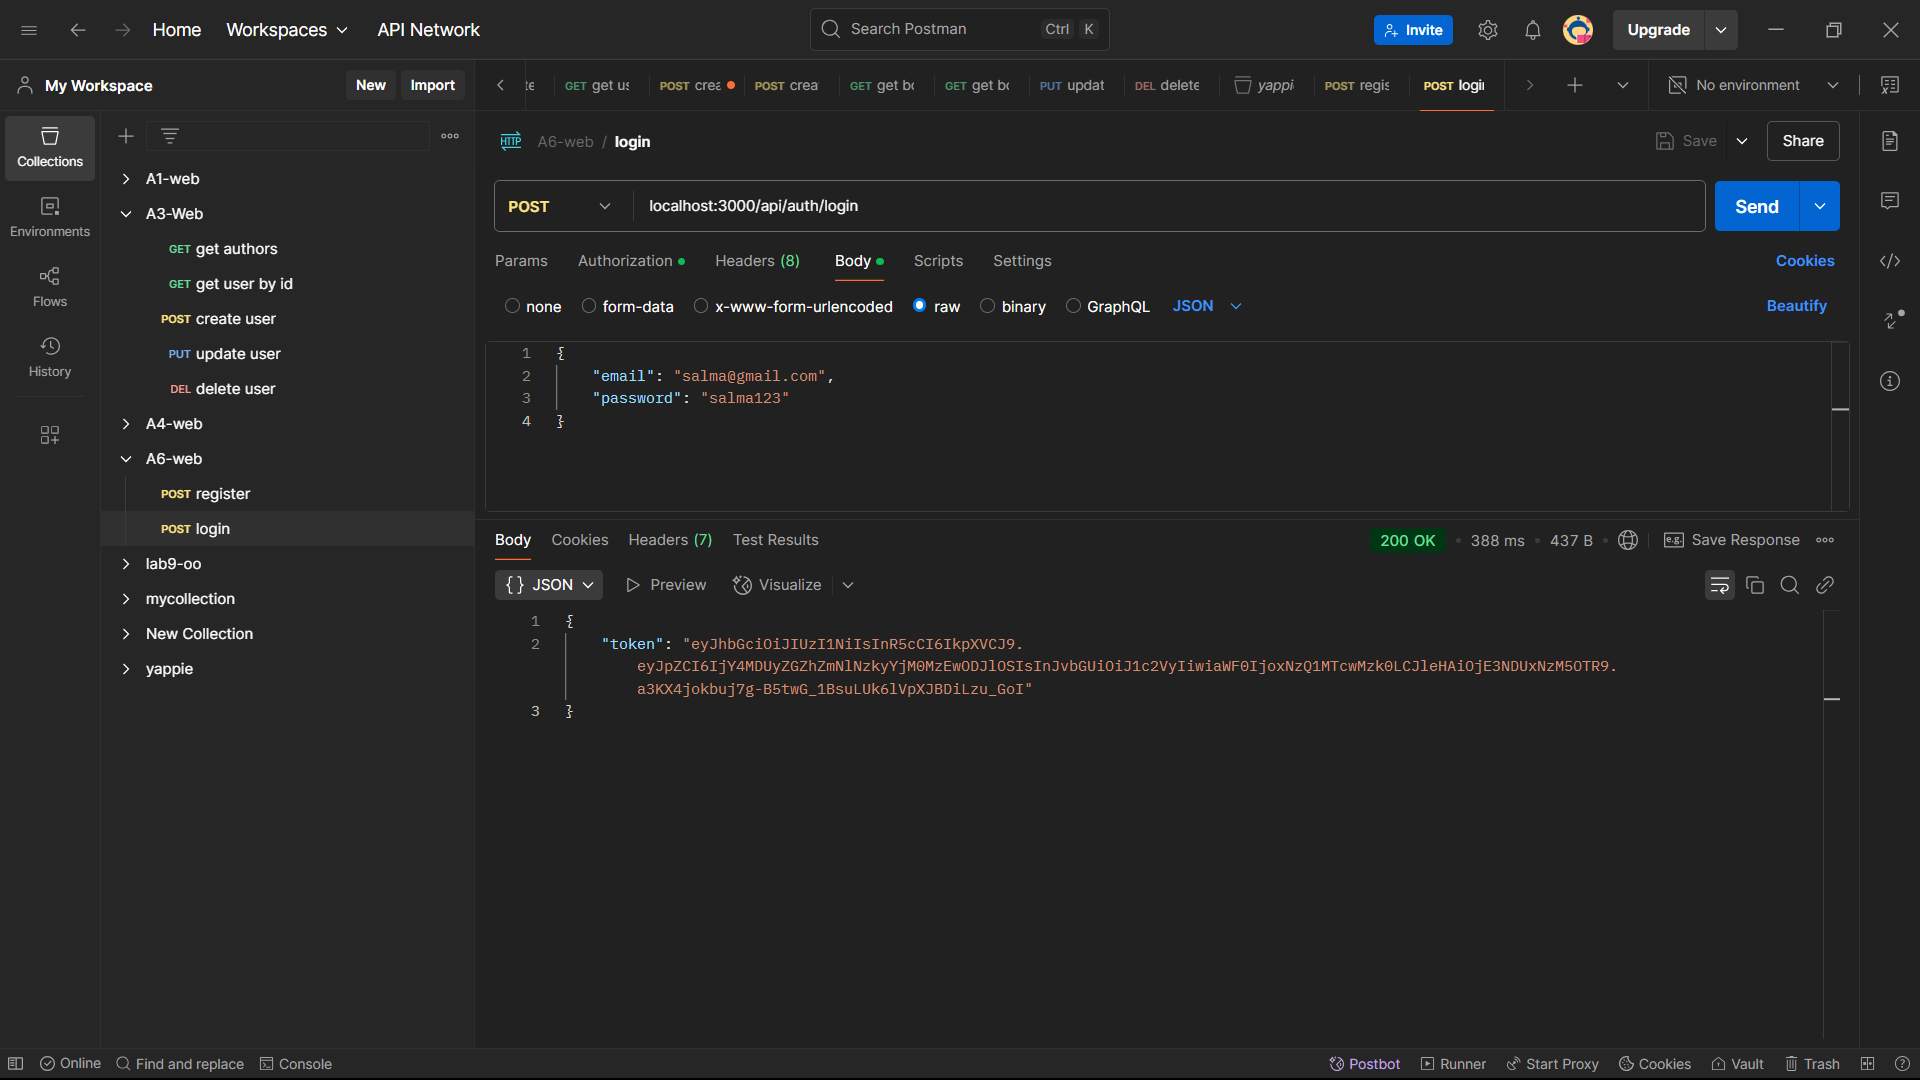 Home
Workspaces
API Network
Search Postman
Ctrl
K
Invite
Upgrade
My Workspace
New
Import
GET get us
POST crea
POST crea
GET get bo
GET get bo
PUT updat
DEL delete
yappi
POST regis
POST logi
No environment
Collections
Environments
Flows
History
A1-web
A3-Web
GET get authors
GET get user by id
POST create user
PUT update user
DEL delete user
A4-web
A6-web
POST register
POST login
lab9-oo
mycollection
New Collection
yappie
HTTP
A6-web / login
Save
Share
POST
localhost:3000/api/auth/login
Send
Params
Authorization
Headers (8)
Body
Scripts
Settings
Cookies
none
form-data
x-www-form-urlencoded
raw
binary
GraphQL
JSON
Beautify
1 {
2 "email": "salma@gmail.com",
3 "password": "salma123"
4 }
Body
Cookies
Headers (7)
Test Results
200 OK
388 ms
437 B
e.g.
Save Response
{} JSON
Preview
Visualize
1 {
2 "token": "eyJhbGciOiJIUzI1NiIsInR5cCI6IkpXVCJ9.
eyJpZCI6IjY4MDUyZGZhZmNlNzkyYjM0MzEwODJlOSIsInJvbGUiOiJ1c2VyIiwiaWF0IjoxNzQ1MTcwMzk0LCJleHAiOjE3NDUxNzM5OTR9.
a3KX4jokbuj7g-B5twG_1BsuLUk6lVpXJBDiLzu_GoI"
3 }
Online
Find and replace
Console
Postbot
Runner
Start Proxy
Cookies
Vault
Trash